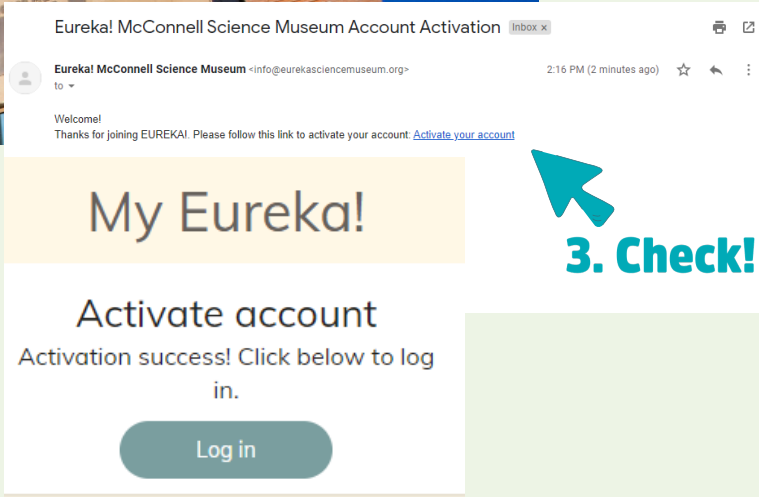 Eureka! McConnell Science Museum Account Activation Inbox x
Eureka! McConnell Science Museum <info@eurekasciencemuseum.org> 2:16 PM (2 minutes ago)
to
Welcome!
Thanks for joining EUREKA!. Please follow this link to activate your account: Activate your account
3. Check!
My Eureka!
Activate account
Activation success! Click below to log
in.
Log in